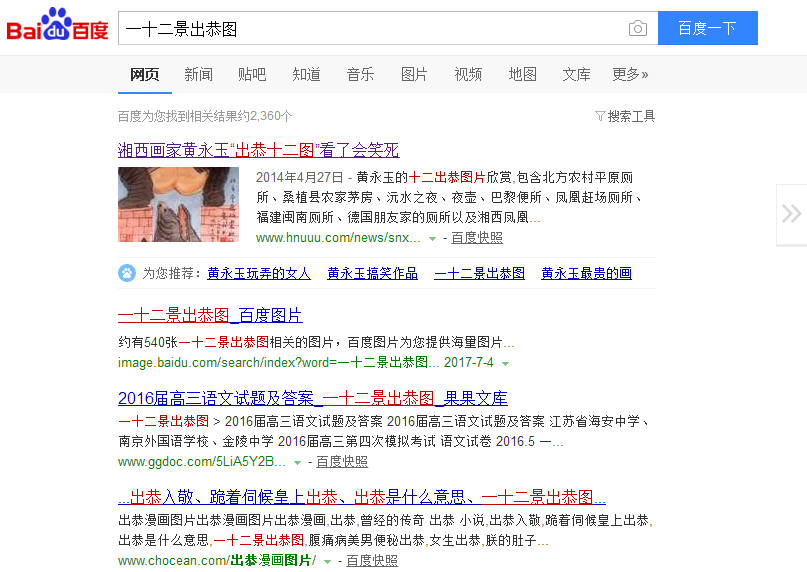 Bai du 百度
一十二景出恭图
百度一下
网页 新闻 贴吧 知道 音乐 图片 视频 地图 文库 更多»
百度为您找到相关结果约2,360个
搜索工具
湘西画家黄永玉“出恭十二图”看了会笑死
2014年4月27日 - 黄永玉的十二出恭图片欣赏,包含北方农村平原厕
所、桑植县农家茅房、沅水之夜、夜壶、巴黎便所、凤凰赶场厕所、
福建闽南厕所、德国朋友家的厕所以及湘西凤凰...
www.hnuuu.com/news/snx... - 百度快照
为您推荐： 黄永玉玩弄的女人 黄永玉搞笑作品 一十二景出恭图 黄永玉最贵的画
一十二景出恭图_百度图片
约有540张一十二景出恭图相关的图片，百度图片为您提供海量图片...
image.baidu.com/search/index?word=一十二景出恭图... 2017-7-4
2016届高三语文试题及答案_一十二景出恭图_果果文库
一十二景出恭图 > 2016届高三语文试题及答案 2016届高三语文试题及答案 江苏省海安中学、
南京外国语学校、金陵中学 2016届高三第四次模拟考试 语文试卷 2016.5 一...
www.ggdoc.com/5LiA5Y2B... - 百度快照
...出恭入敬、跪着伺候皇上出恭、出恭是什么意思、一十二景出恭图...
出恭漫画图片出恭漫画图片出恭漫画,出恭,曾经的传奇 出恭 小说,出恭入敬,跪着伺候皇上出恭,
出恭是什么意思,一十二景出恭图,腹痛病美男便秘出恭,女生出恭,朕的肚子...
www.chocean.com/出恭漫画图片/ - 百度快照